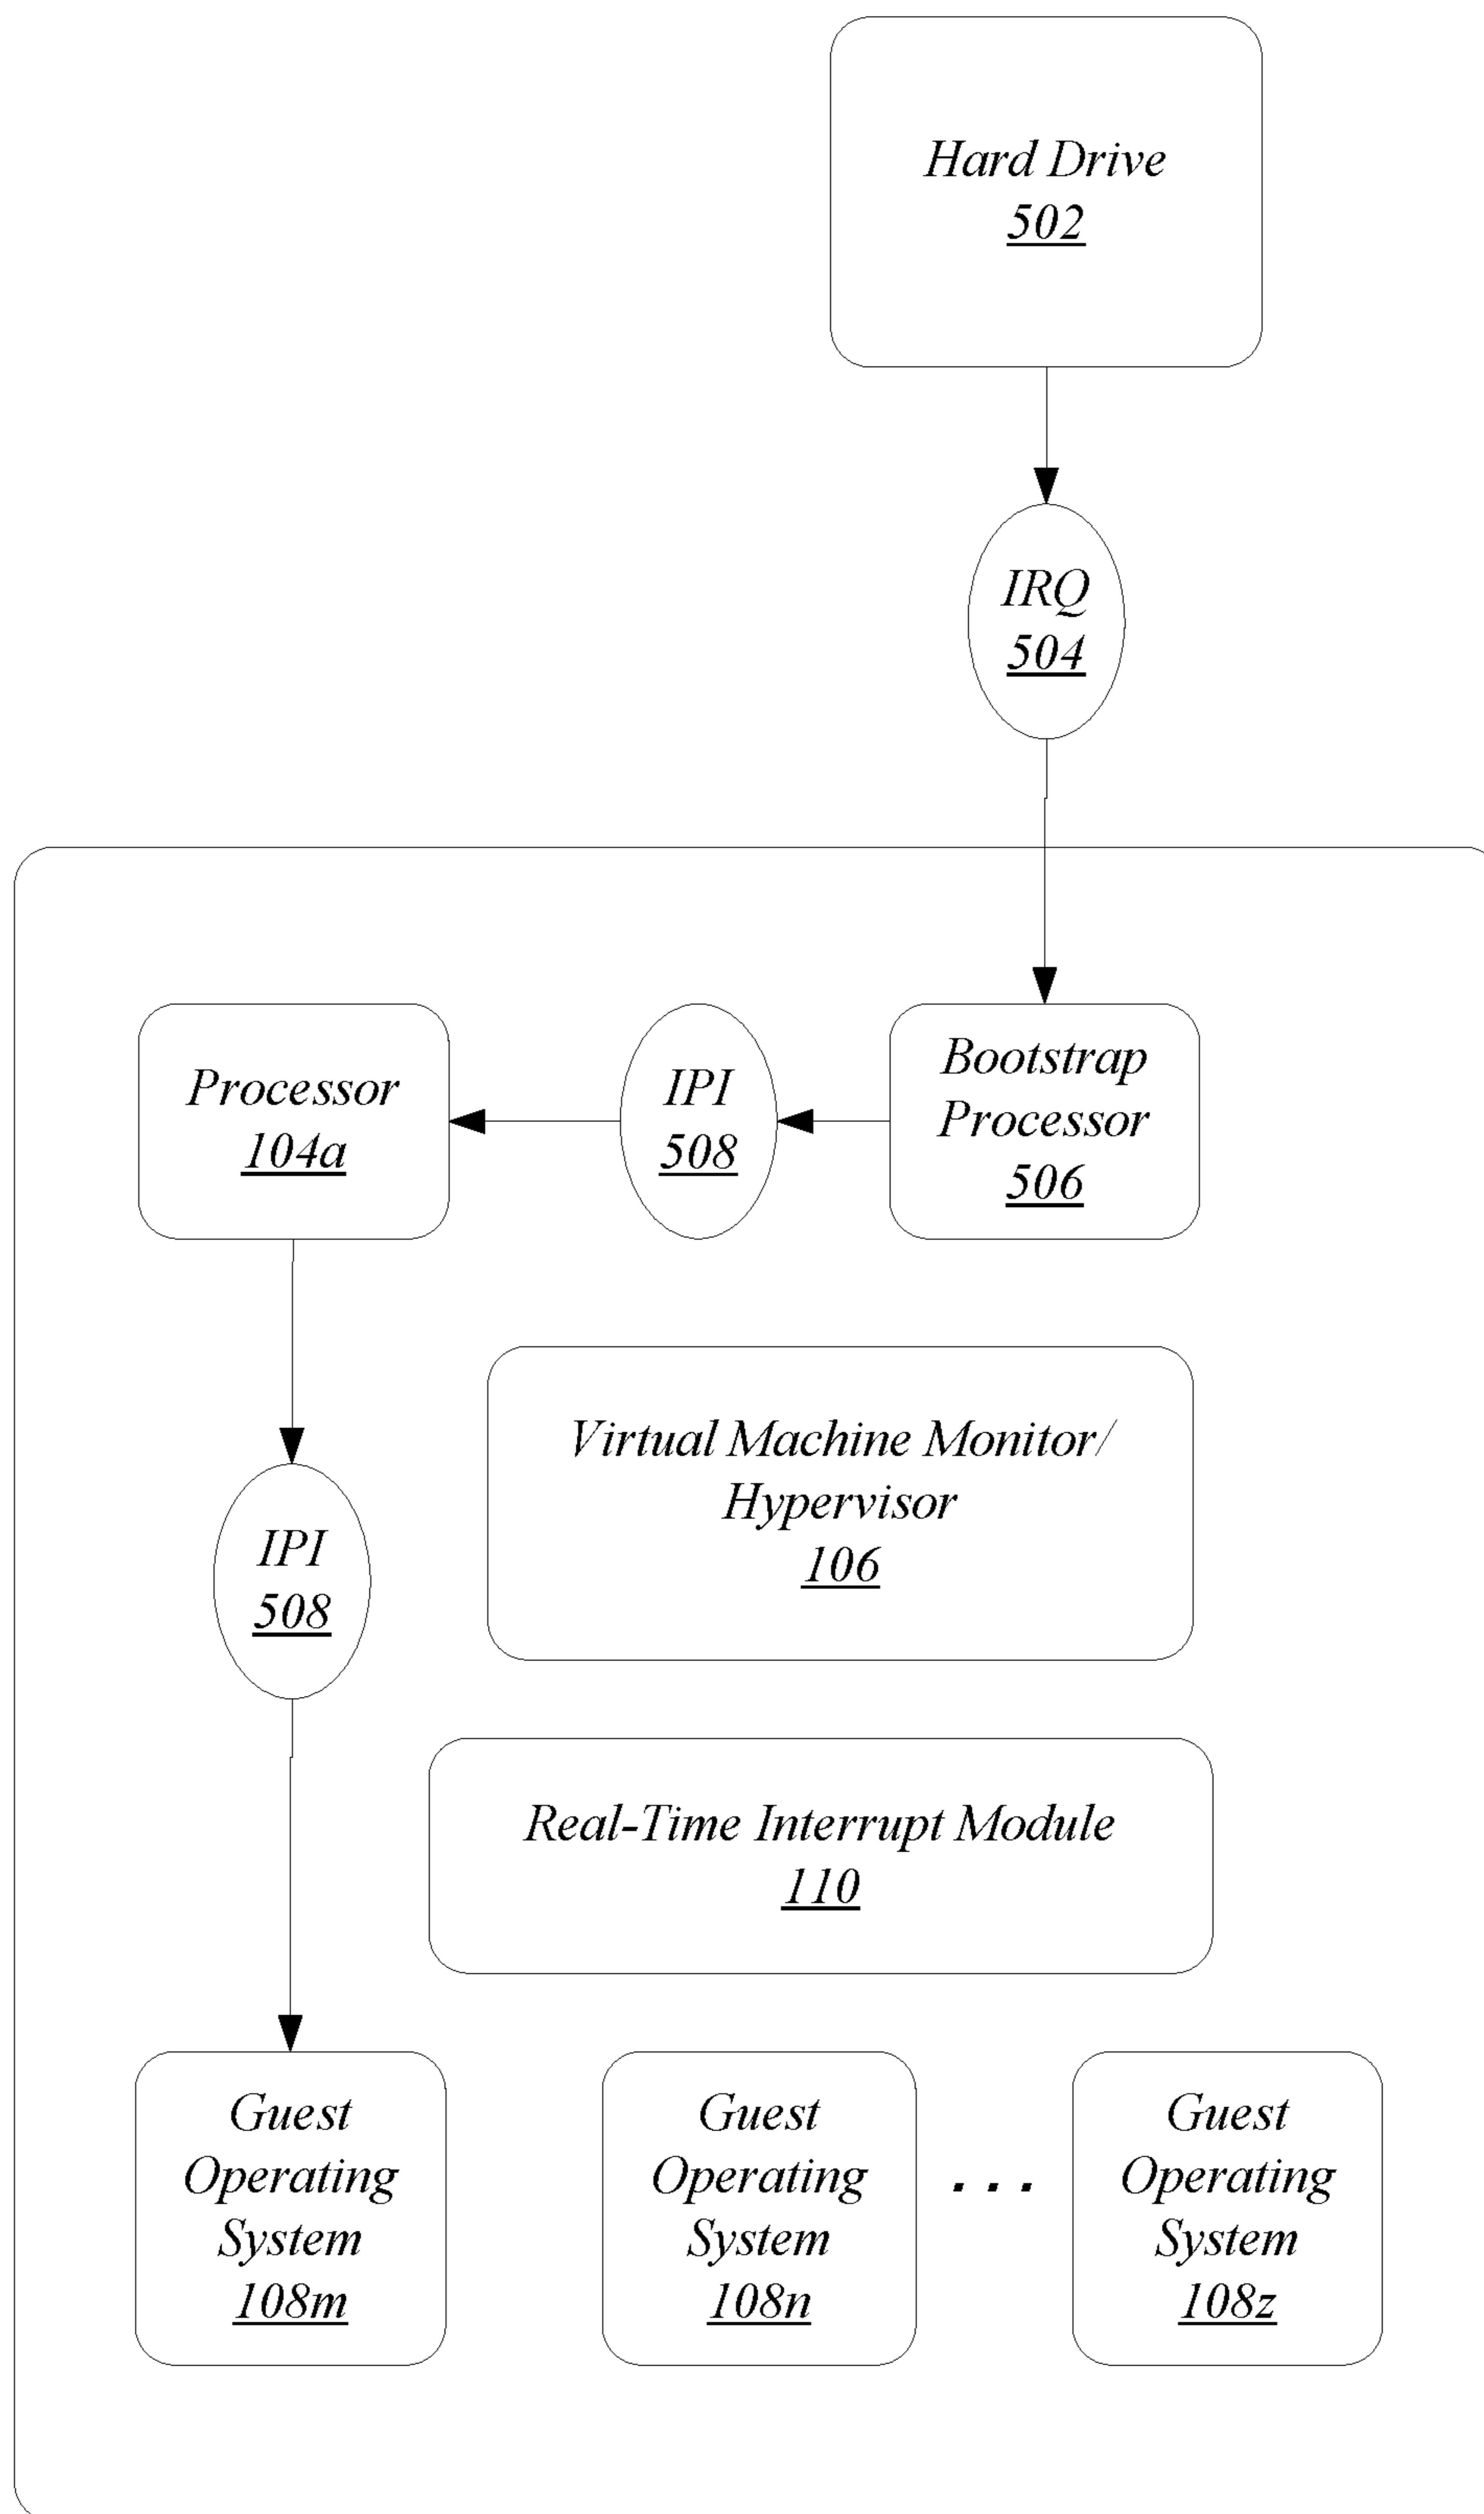 Hard Drive
502
IRQ
504
Processor
104a
IPI
508
Bootstrap
Processor
506
Virtual Machine Monitor/
Hypervisor
106
IPI
508
Real-Time Interrupt Module
110
Guest
Operating
System
108m
Guest
Operating
System
108n
. . .
Guest
Operating
System
108z